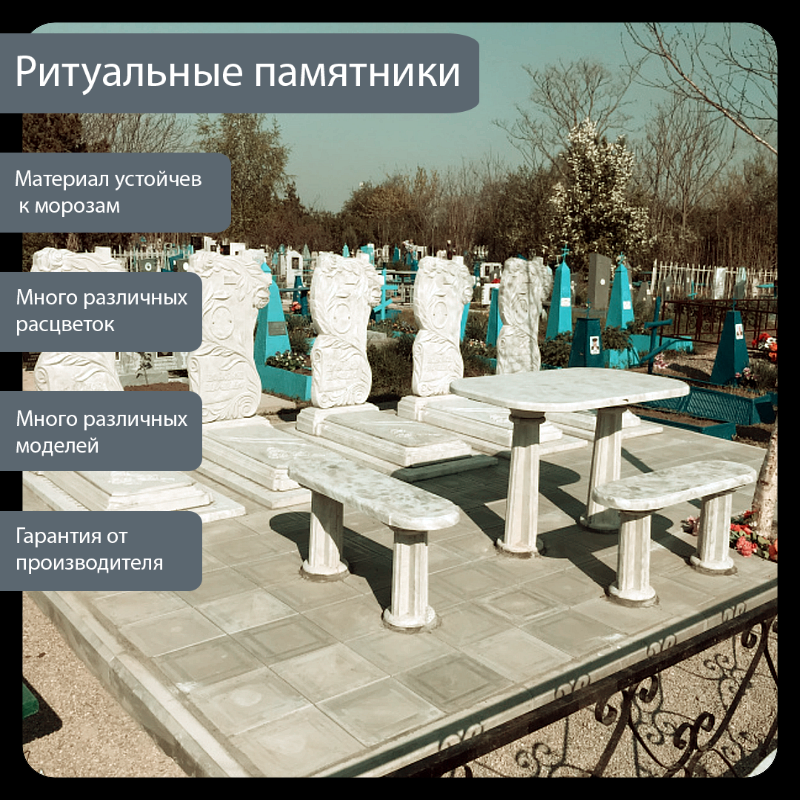 Ритуальные памятники
Материал устойчев
к морозам
Много различных
расцветок
Много различных
моделей
Гарантия от
производителя